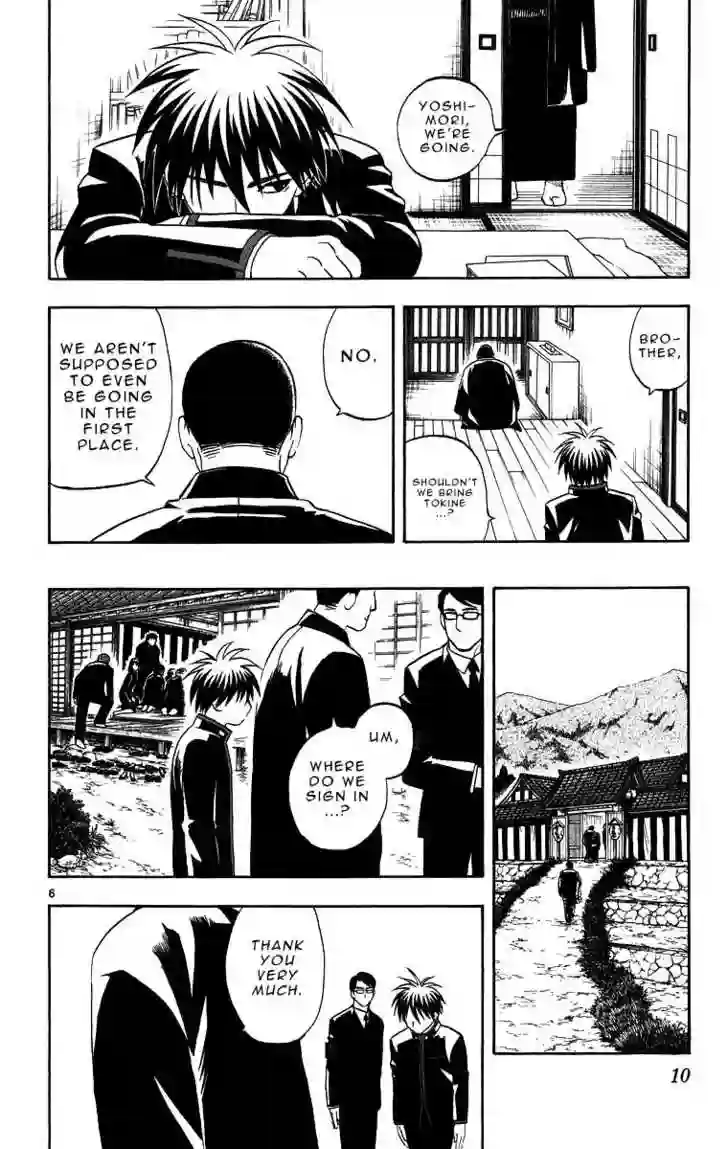 YOSHI-
MORI,
WE'RE
GOING.
BRO-
THER,
SHOULDN'T
WE BRING
TOKINE
...?
NO.
WE AREN'T
SUPPOSED
TO EVEN
BE GOING
IN THE
FIRST
PLACE.
UM,
WHERE
DO WE
SIGN IN
...?
6
THANK
YOU
VERY
MUCH.
10